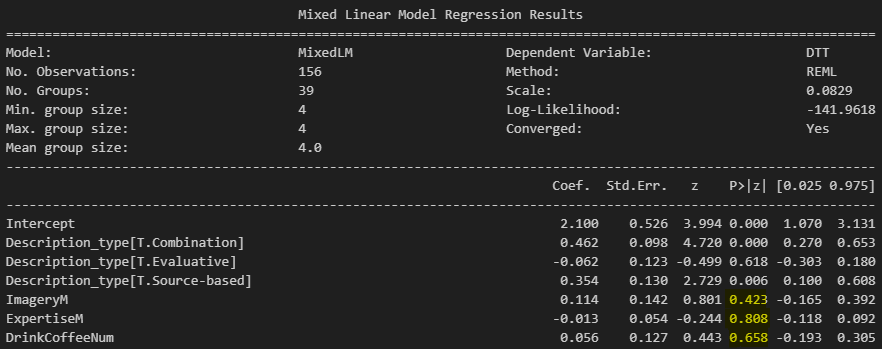 Mixed Linear Model Regression Results
================================================================================================================
Model: MixedLM Dependent Variable: DTT
No. Observations: 156 Method: REML
No. Groups: 39 Scale: 0.0829
Min. group size: 4 Log-Likelihood: -141.9618
Max. group size: 4 Converged: Yes
Mean group size: 4.0
----------------------------------------------------------------------------------------------------------------
Coef. Std.Err. z P>|z| [0.025 0.975]
----------------------------------------------------------------------------------------------------------------
Intercept 2.100 0.526 3.994 0.000 1.070 3.131
Description_type[T.Combination] 0.462 0.098 4.720 0.000 0.270 0.653
Description_type[T.Evaluative] -0.062 0.123 -0.499 0.618 -0.303 0.180
Description_type[T.Source-based] 0.354 0.130 2.729 0.006 0.100 0.608
ImageryM 0.114 0.142 0.801 0.423 -0.165 0.392
ExpertiseM -0.013 0.054 -0.244 0.808 -0.118 0.092
DrinkCoffeeNum 0.056 0.127 0.443 0.658 -0.193 0.305